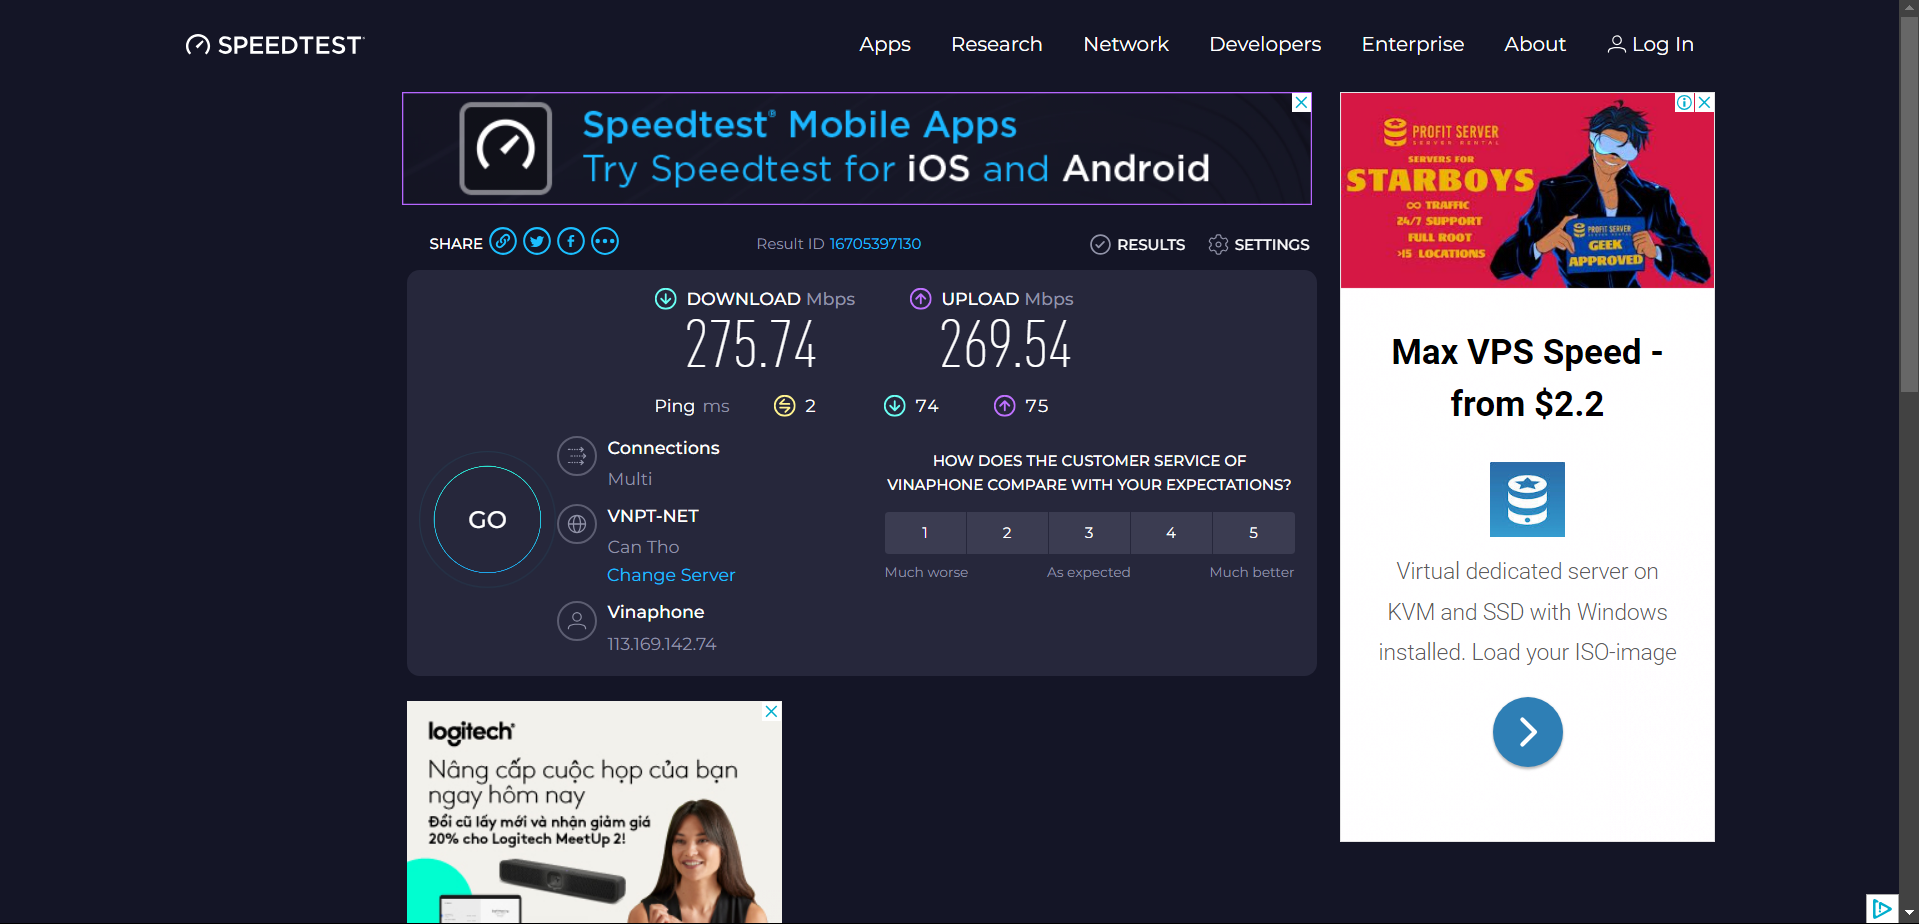 SPEEDTEST
Apps Research Network Developers Enterprise About Log In
Speedtest® Mobile Apps
Try Speedtest for iOS and Android
SHARE
Result ID 16705397130
RESULTS SETTINGS
DOWNLOAD Mbps
275.74
UPLOAD Mbps
269.54
Ping ms 2 74 75
GO
Connections
Multi
VNPT-NET
Can Tho
Change Server
Vinaphone
113.169.142.74
HOW DOES THE CUSTOMER SERVICE OF
VINAPHONE COMPARE WITH YOUR EXPECTATIONS?
1 2 3 4 5
Much worse As expected Much better
PROFIT SERVER
SERVER RENTAL
SERVERS FOR
STARBOYS
∞ TRAFFIC
24/7 SUPPORT
FULL ROOT
>15 LOCATIONS
PROFIT SERVER
GEEK
APPROVED
Max VPS Speed -
from $2.2
Virtual dedicated server on
KVM and SSD with Windows
installed. Load your ISO-image
logitech®
Nâng cấp cuộc họp của bạn
ngay hôm nay
Đổi cũ lấy mới và nhận giảm giá
20% cho Logitech MeetUp 2!